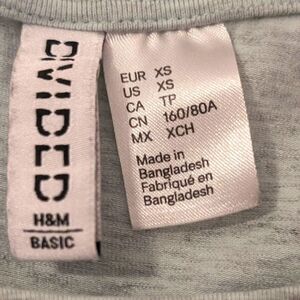 DIVIDED
H&M
BASIC
EUR XS
US XS
CA TP
CN 160/80A
MX XCH
Made in
Bangladesh
Fabriqué en
Bangladesh